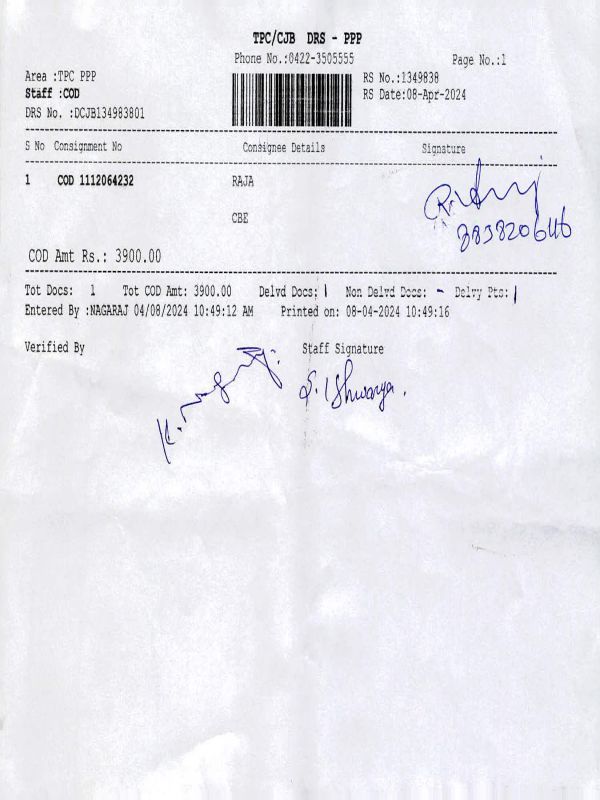 TPC/CJB DRS - PPP
Phone No.:0422-3505555 Page No.:1
Area :TPC PPP RS No.:1349838
Staff :COD RS Date:08-Apr-2024
DRS No. :DCJB134983801
S No Consignment No Consignee Details Signature
1 COD 1112064232 RAJA
CBE
COD Amt Rs.: 3900.00
Tot Docs: 1 Tot COD Amt: 3900.00 Delvd Docs: 1 Non Delvd Docs: - Delvy Pts: 1
Entered By :NAGARAJ 04/08/2024 10:49:12 AM Printed on: 08-04-2024 10:49:16
Verified By Staff Signature
S. Ishwarya.